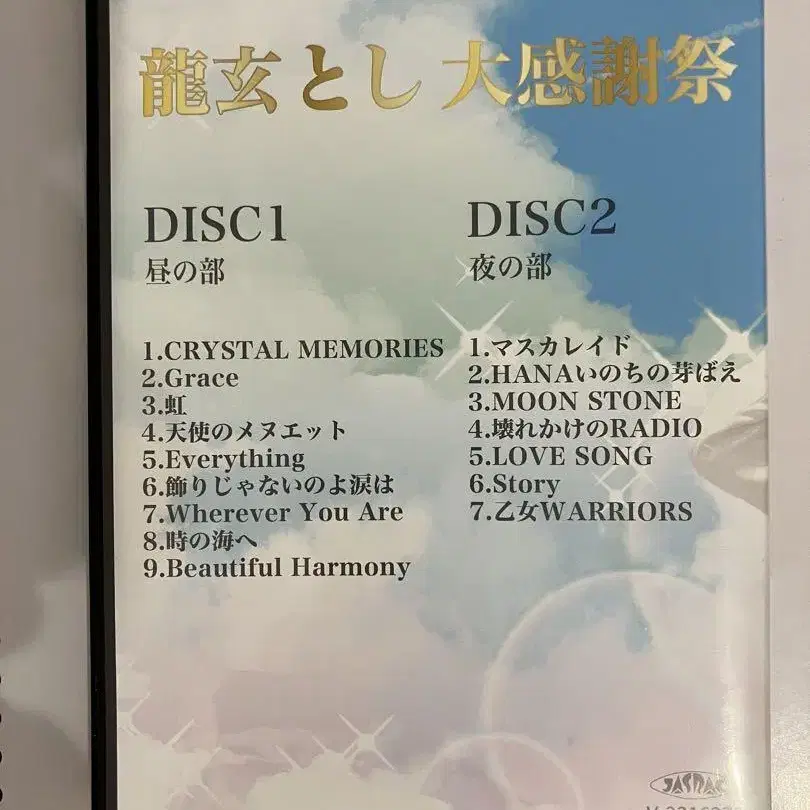 龍玄とし 大感謝祭
DISC1
昼の部
1.CRYSTAL MEMORIES
2.Grace
3.虹
4.天使のメヌエット
5.Everything
6.飾りじゃないのよ涙は
7.Wherever You Are
8.時の海へ
9.Beautiful Harmony
DISC2
夜の部
1.マスカレイド
2.HANAいのちの芽ばえ
3.MOON STONE
4.壊れかけのRADIO
5.LOVE SONG
6.Story
7.乙女WARRIORS
JASRAC